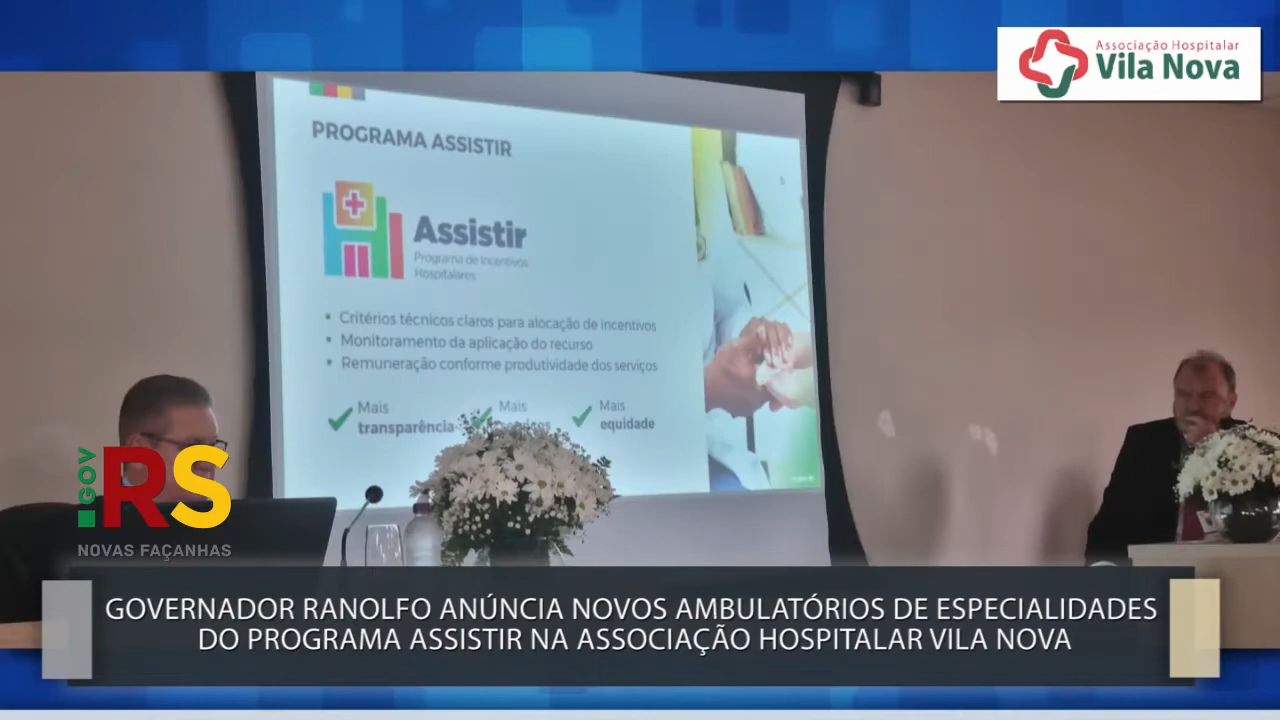 Associação Hospitalar
Vila Nova
PROGRAMA ASSISTIR
Assistir
Programa de Incentivos
Hospitalares
• Critérios técnicos claros para alocação de incentivos
• Monitoramento da aplicação do recurso
• Remuneração conforme produtividade dos serviços
Mais
transparência
Mais
Mais
equidade
.GOV
RS
NOVAS FAÇANHAS
GOVERNADOR RANOLFO ANÚNCIA NOVOS AMBULATÓRIOS DE ESPECIALIDADES
DO PROGRAMA ASSISTIR NA ASSOCIAÇÃO HOSPITALAR VILA NOVA